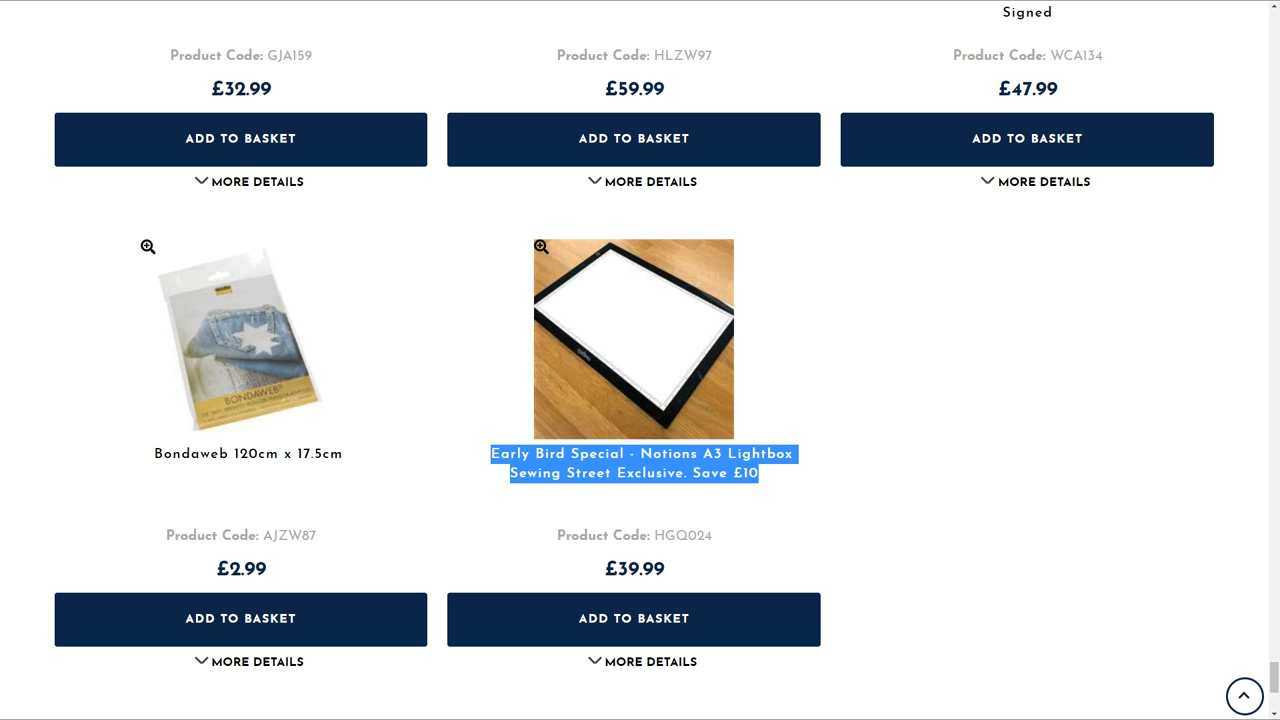 Signed
Product Code: GJA159
Product Code: HLZW97
Product Code: WCA134
£32.99
£59.99
£47.99
ADD TO BASKET
ADD TO BASKET
ADD TO BASKET
MORE DETAILS
MORE DETAILS
MORE DETAILS
BONDAWEB
Bondaweb 120cm x 17.5cm
Early Bird Special - Notions A3 Lightbox
Sewing Street Exclusive. Save £10
Product Code: AJZW87
Product Code: HGQ024
£2.99
£39.99
ADD TO BASKET
ADD TO BASKET
MORE DETAILS
MORE DETAILS